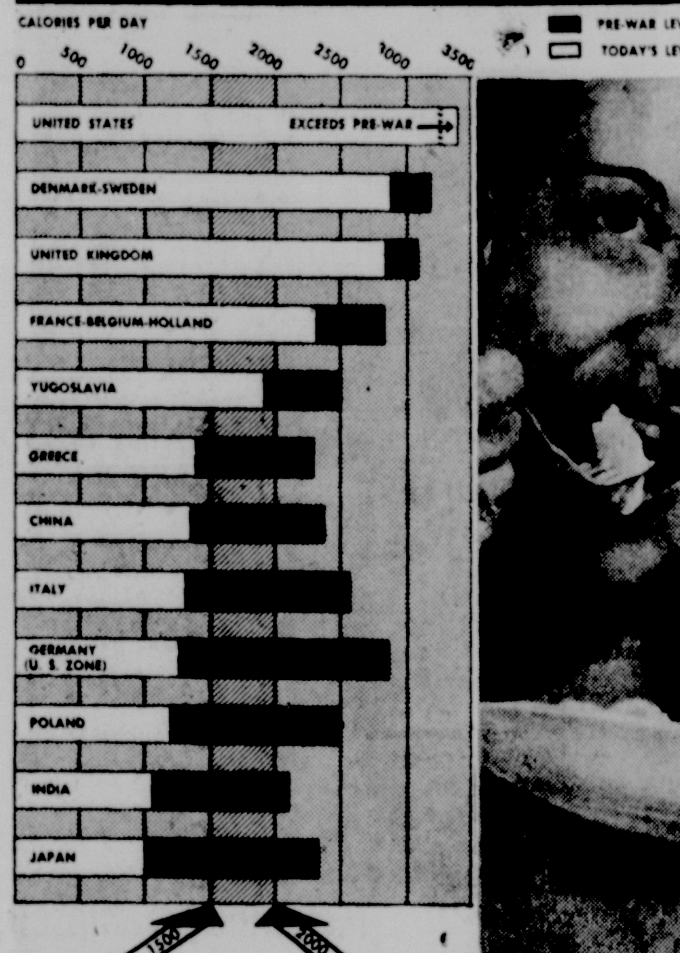 CALORIES PER DAY
PRE-WAR LEV
TODAY'S LEV
0 500 1000 1500 2000 2500 3000 3500
UNITED STATES EXCEEDS PRE-WAR
DENMARK-SWEDEN
UNITED KINGDOM
FRANCE-BELGIUM-HOLLAND
YUGOSLAVIA
GREECE
CHINA
ITALY
GERMANY
(U. S. ZONE)
POLAND
INDIA
JAPAN
1500 2000